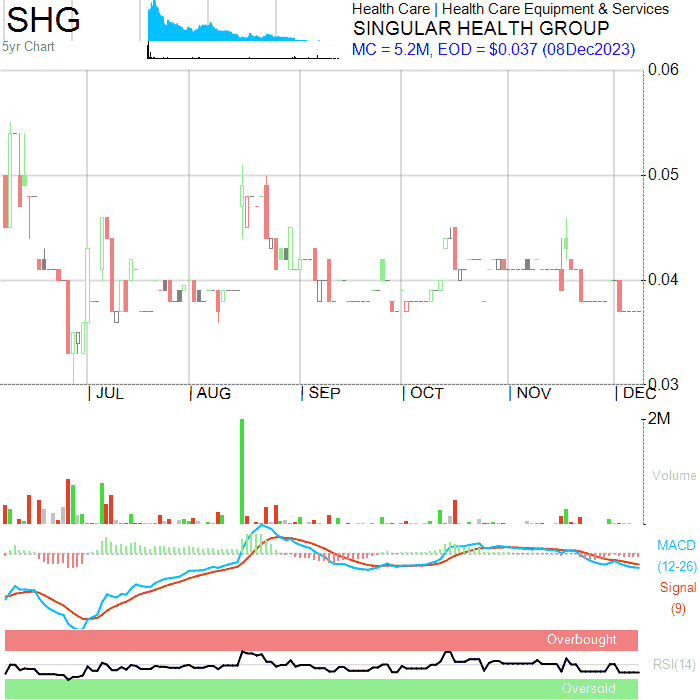 SHG
5yr Chart
Health Care | Health Care Equipment & Services
SINGULAR HEALTH GROUP
MC = 5.2M, EOD = $0.037 (08Dec2023)
0.06
0.05
0.04
0.03
JUL
AUG
SEP
OCT
NOV
DEC
2M
Volume
MACD
(12-26)
Signal
(9)
Overbought
RSI(14)
Oversold